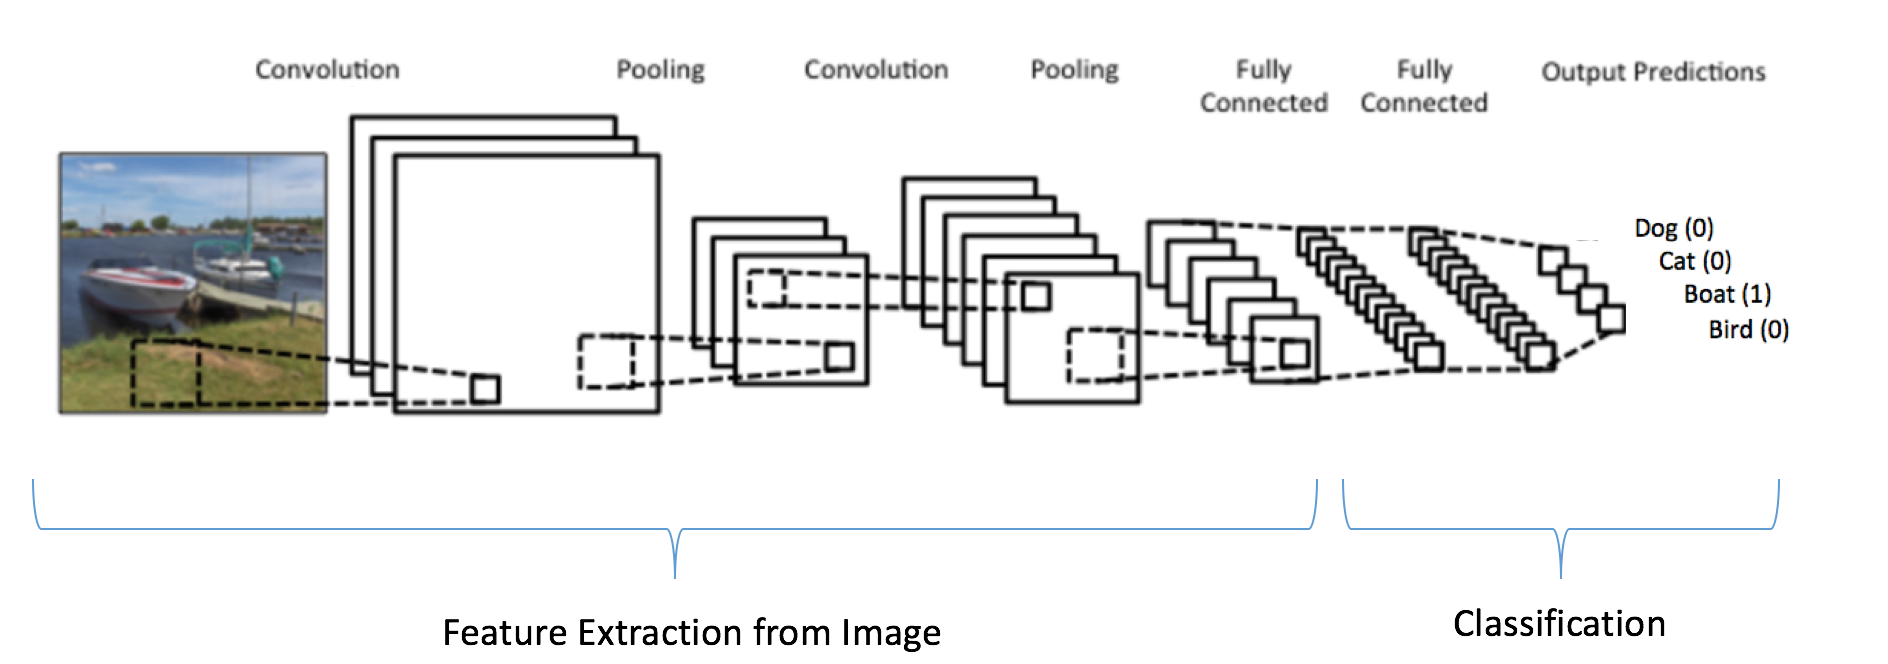 Convolution
Pooling
Convolution
Pooling
Fully
Connected
Fully
Connected
Output Predictions
Dog (0)
Cat (0)
Boat (1)
Bird (0)
Feature Extraction from Image
Classification